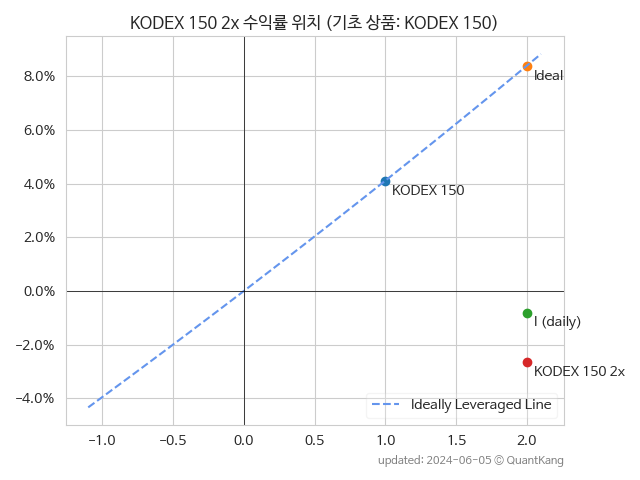 KODEX 150 2x 수익률 위치 (기초 상품: KODEX 150)
8.0%
6.0%
4.0%
2.0%
0.0%
−2.0%
−4.0%
Ideal
KODEX 150
I (daily)
KODEX 150 2x
Ideally Leveraged Line
−1.0
−0.5
0.0
0.5
1.0
1.5
2.0
updated: 2024-06-05 © QuantKang